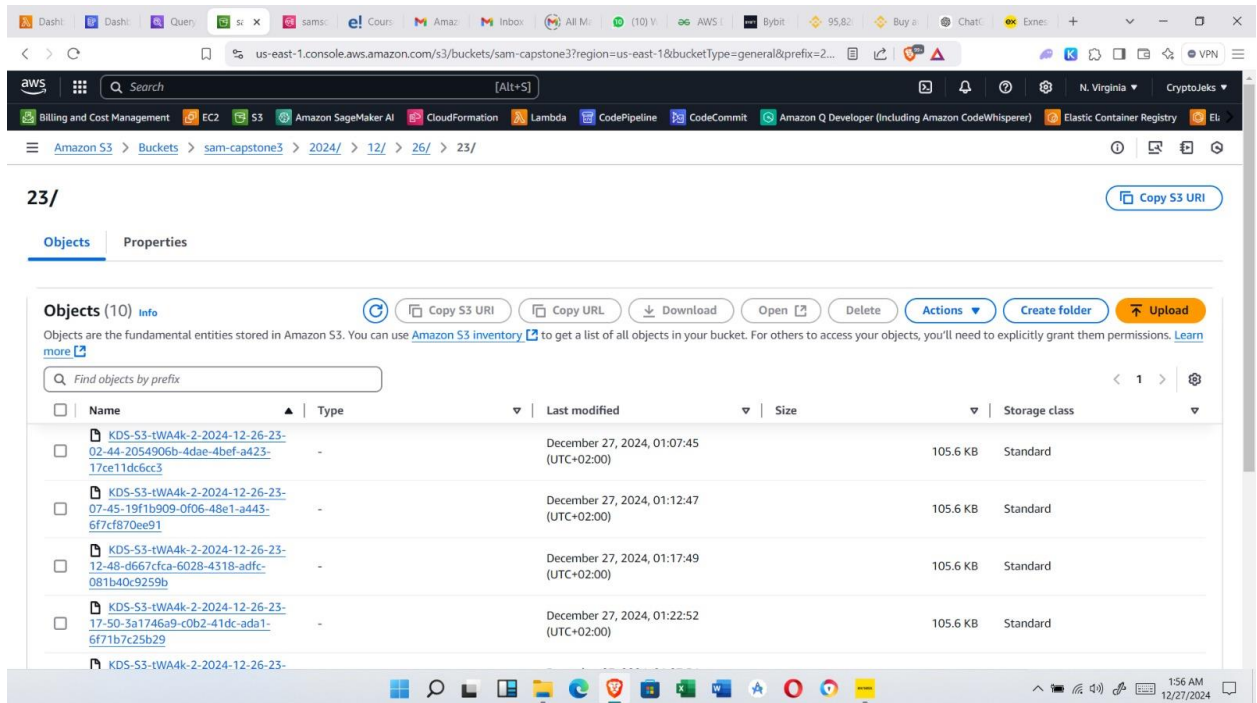 Dashb Dashb Query s3 samsc Cours Amaz Inbox All Ma (10) W AWS Bybit 95,82 Buy a ChatG Exnes
us-east-1.console.aws.amazon.com/s3/buckets/sam-capstone3?region=us-east-1&bucketType=general&prefix=2... VPN
aws Search [Alt+S] N. Virginia ▼ CryptoJeks ▼
Billing and Cost Management EC2 S3 Amazon SageMaker AI CloudFormation Lambda CodePipeline CodeCommit Amazon Q Developer (Including Amazon CodeWhisperer) Elastic Container Registry
Amazon S3 > Buckets > sam-capstone3 > 2024/ > 12/ > 26/ > 23/
23/ Copy S3 URI
Objects Properties
Objects (10) Info Copy S3 URI Copy URL Download Open Delete Actions ▼ Create folder Upload
Objects are the fundamental entities stored in Amazon S3. You can use Amazon S3 inventory to get a list of all objects in your bucket. For others to access your objects, you'll need to explicitly grant them permissions. Learn
more
Find objects by prefix < 1 >
Name Type Last modified Size Storage class
KDS-S3-tWA4k-2-2024-12-26-23-
02-44-2054906b-4dae-4bef-a423-
17ce11dc6cc3
- December 27, 2024, 01:07:45
(UTC+02:00)
105.6 KB Standard
KDS-S3-tWA4k-2-2024-12-26-23-
07-45-19f1b909-0f06-48e1-a443-
6f7cf870ee91
- December 27, 2024, 01:12:47
(UTC+02:00)
105.6 KB Standard
KDS-S3-tWA4k-2-2024-12-26-23-
12-48-d667cfca-6028-4318-adfc-
081b40c9259b
- December 27, 2024, 01:17:49
(UTC+02:00)
105.6 KB Standard
KDS-S3-tWA4k-2-2024-12-26-23-
17-50-3a1746a9-c0b2-41dc-ada1-
6f71b7c25b29
- December 27, 2024, 01:22:52
(UTC+02:00)
105.6 KB Standard
KDS-S3-tWA4k-2-2024-12-26-23-
1:56 AM
12/27/2024